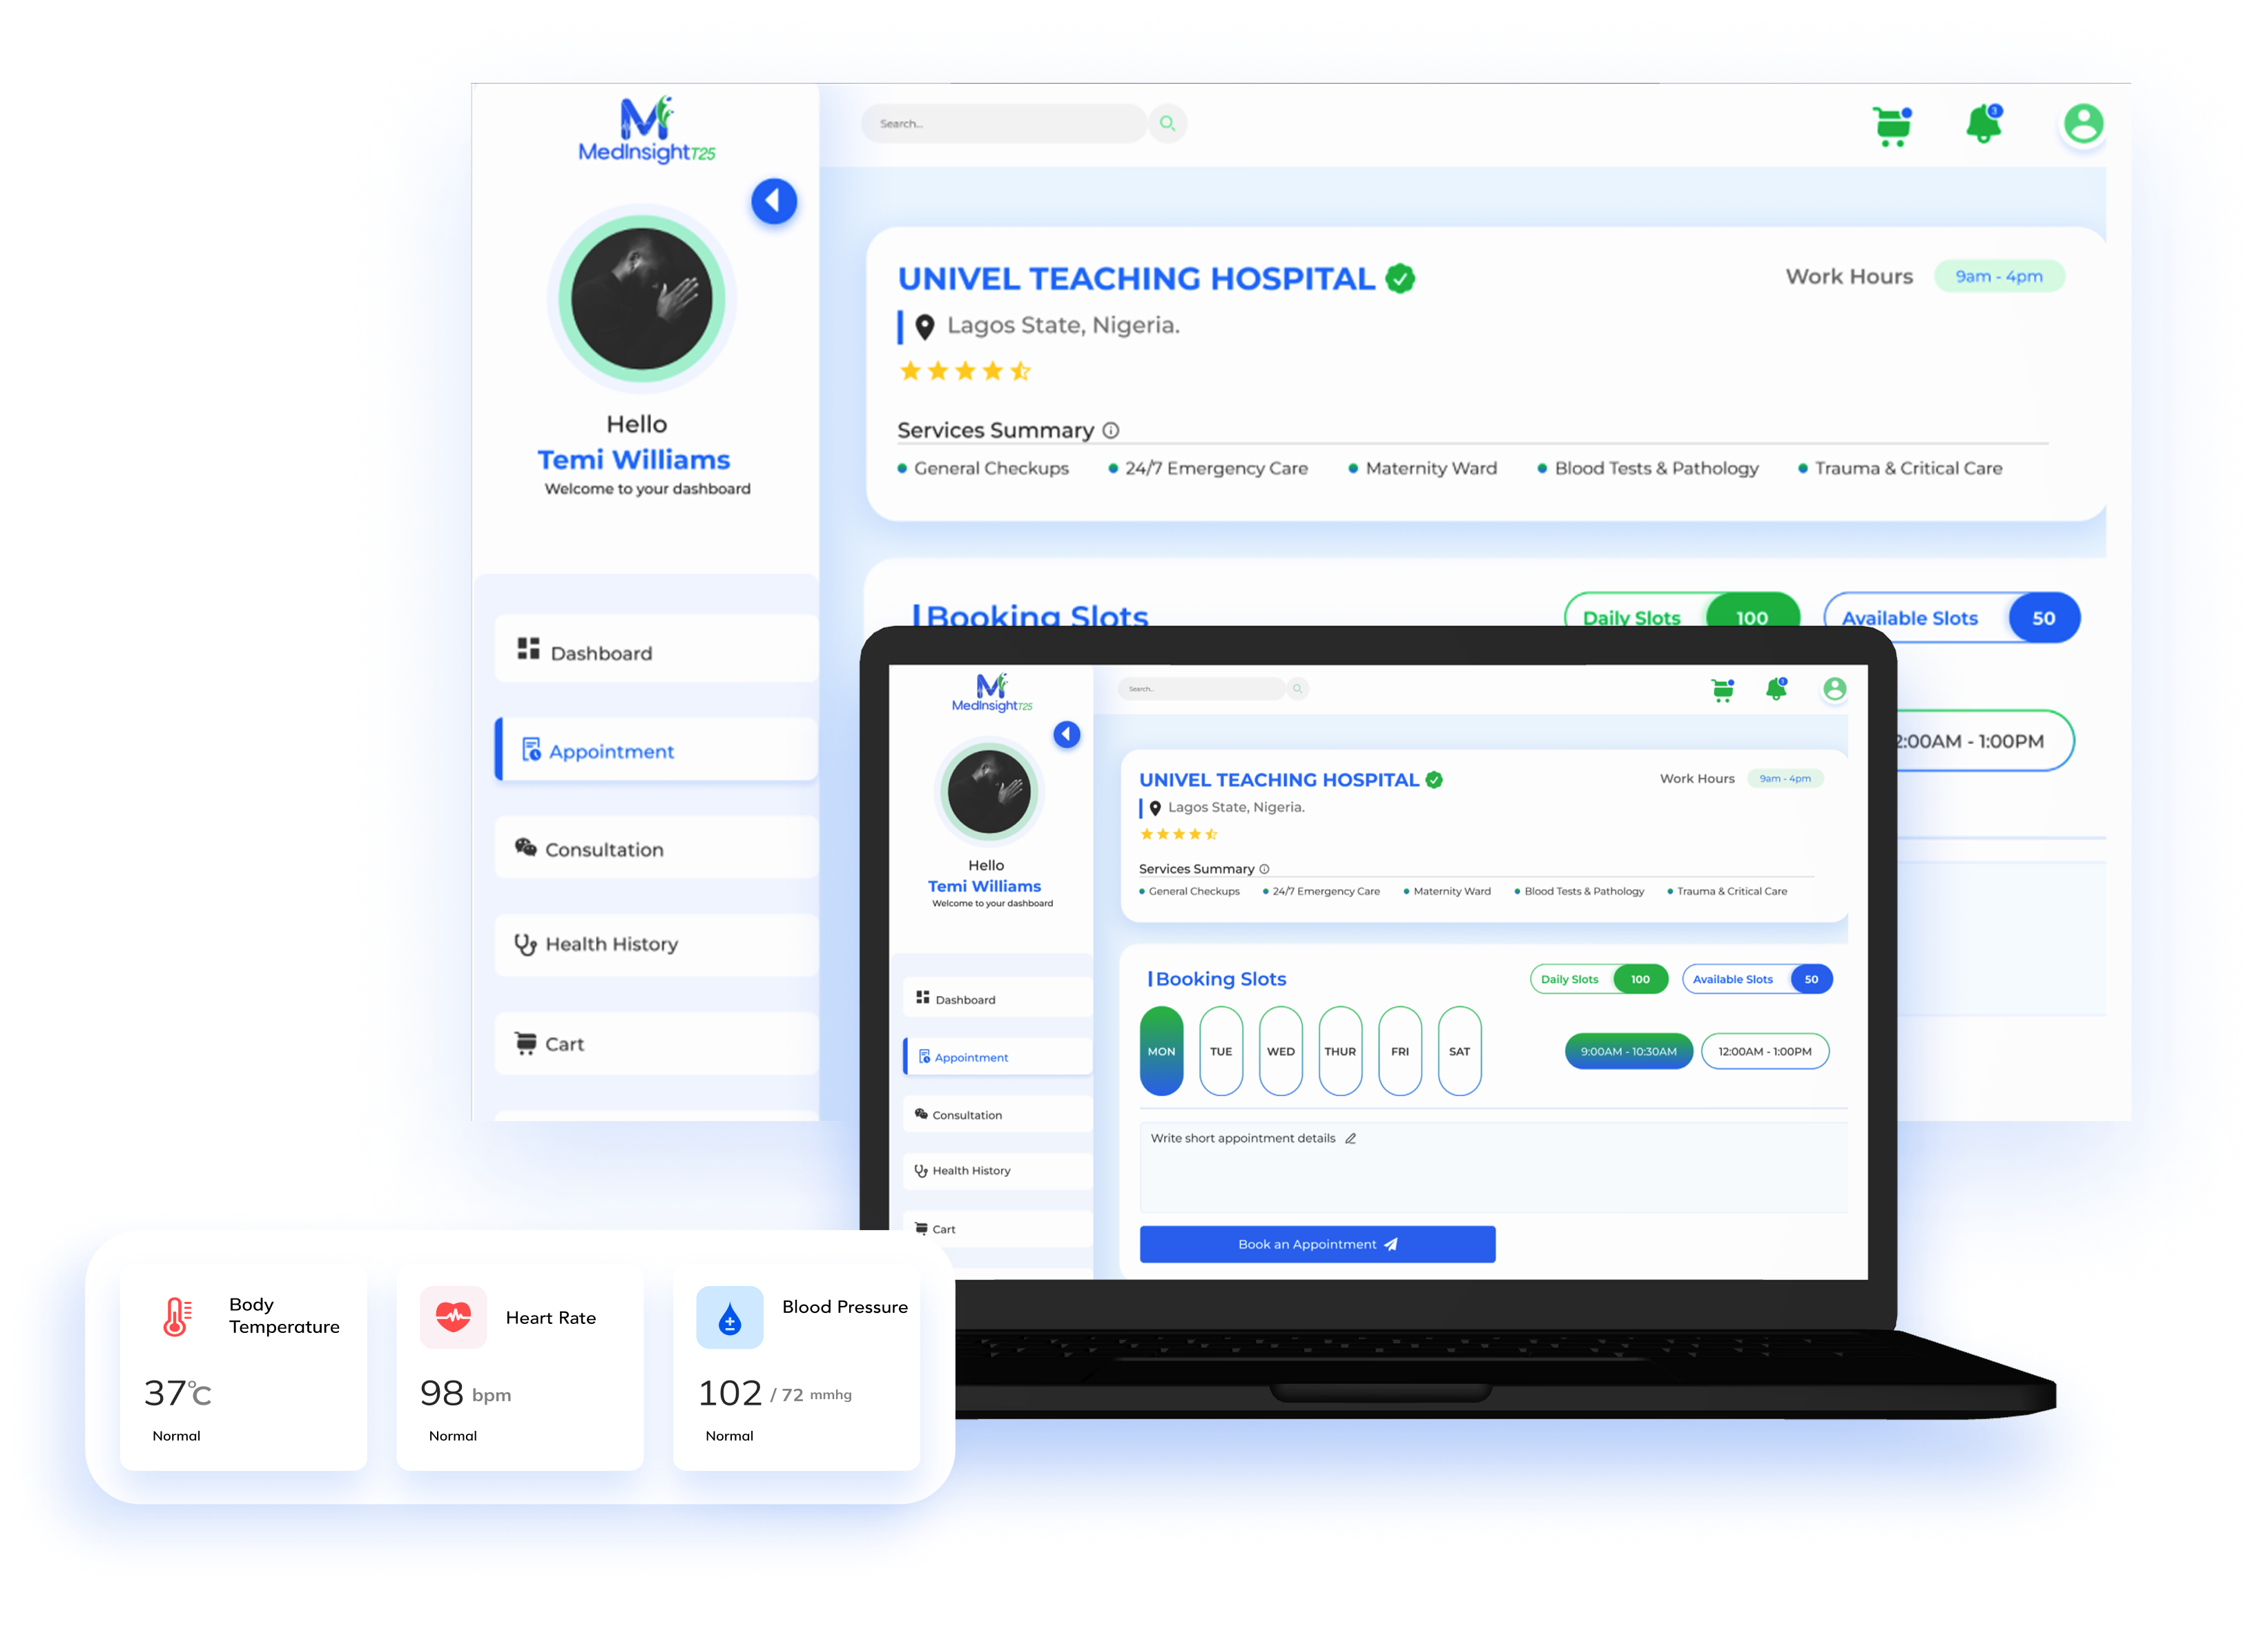 MedInsightT25
Search...
3
Hello
Temi Williams
Welcome to your dashboard
UNIVEL TEACHING HOSPITAL
Work Hours 9am - 4pm
Lagos State, Nigeria.
Services Summary
General Checkups 24/7 Emergency Care Maternity Ward Blood Tests & Pathology Trauma & Critical Care
Booking Slots
Daily Slots 100 Available Slots 50
Dashboard
Appointment
Consultation
Health History
Cart
2:00AM - 1:00PM
MedInsightT25
Search...
Hello
Temi Williams
Welcome to your dashboard
UNIVEL TEACHING HOSPITAL
Work Hours 9am - 4pm
Lagos State, Nigeria.
Services Summary
General Checkups 24/7 Emergency Care Maternity Ward Blood Tests & Pathology Trauma & Critical Care
Dashboard
Appointment
Consultation
Health History
Cart
Booking Slots
Daily Slots 100 Available Slots 50
MON TUE WED THUR FRI SAT
9:00AM - 10:30AM 12:00AM - 1:00PM
Write short appointment details
Book an Appointment
Body
Temperature
37°C
Normal
Heart Rate
98 bpm
Normal
Blood Pressure
102 / 72 mmhg
Normal